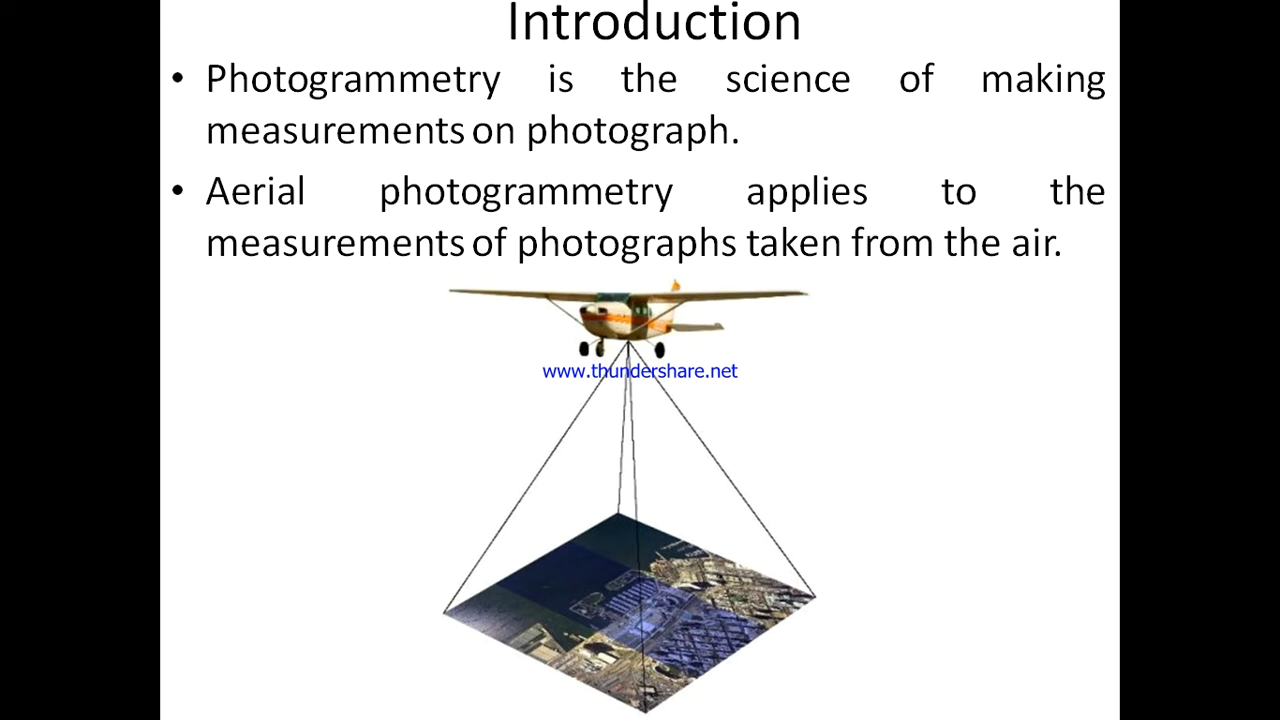 Introduction
• Photogrammetry is the science of making
measurements on photograph.
• Aerial photogrammetry applies to the
measurements of photographs taken from the air.
www.thundershare.net